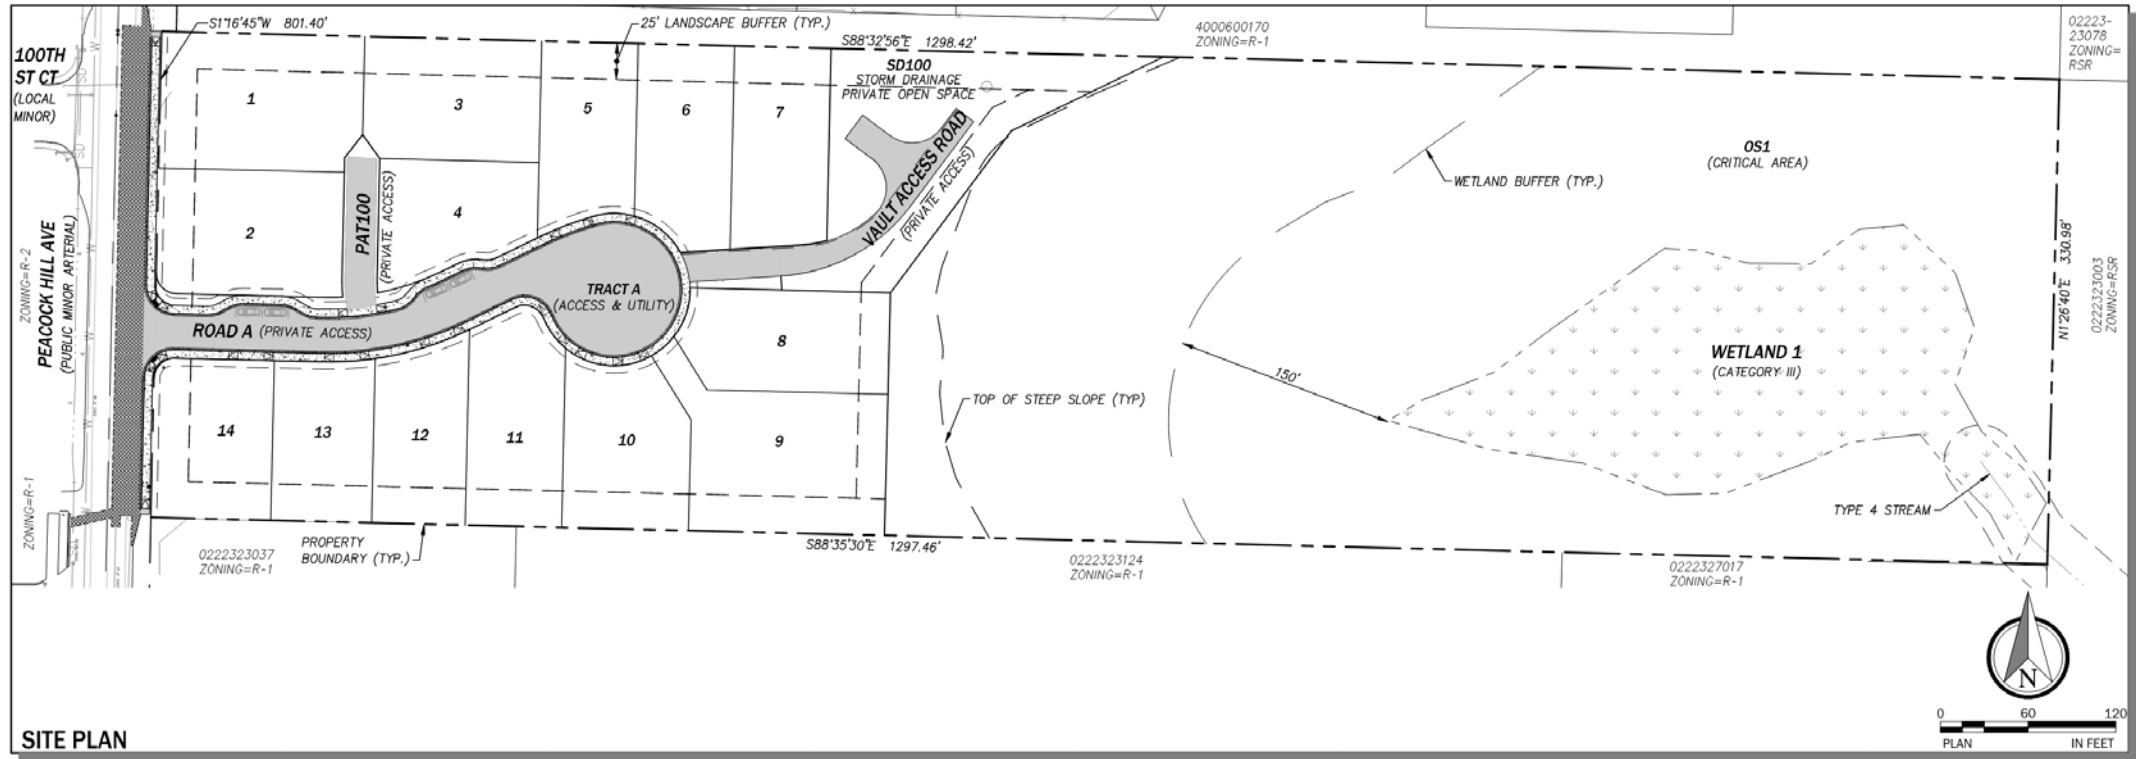 S1°16'45"W 801.40'
25' LANDSCAPE BUFFER (TYP.)
4000600170
ZONING=R-1
02223-
23078
ZONING=
RSR
100TH
ST CT
(LOCAL
MINOR)
S88°32'56"E 1298.42'
SD100
STORM DRAINAGE
PRIVATE OPEN SPACE
1
3
5
6
7
OS1
(CRITICAL AREA)
WETLAND BUFFER (TYP.)
VAULT ACCESS ROAD
(PRIVATE ACCESS)
PAT100
(PRIVATE ACCESS)
2
4
PEACOCK HILL AVE
(PUBLIC MINOR ARTERIAL)
ZONING=R-2
ZONING=R-1
N1°26'40"E 330.98'
0222323003
ZONING=RSR
TRACT A
(ACCESS & UTILITY)
ROAD A (PRIVATE ACCESS)
8
WETLAND 1
(CATEGORY III)
150'
TOP OF STEEP SLOPE (TYP)
14
13
12
11
10
9
TYPE 4 STREAM
PROPERTY
BOUNDARY (TYP.)
0222323037
ZONING=R-1
S88°35'30"E 1297.46'
0222323124
ZONING=R-1
0222327017
ZONING=R-1
N
0 60 120
PLAN IN FEET
SITE PLAN